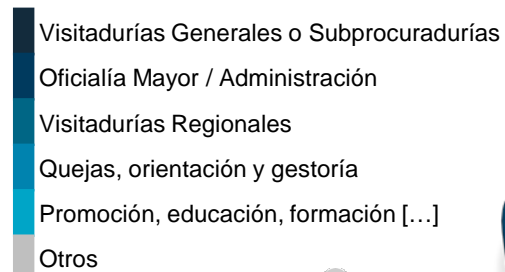 Visitadurías Generales o Subprocuradurías
Oficialía Mayor / Administración
Visitadurías Regionales
Quejas, orientación y gestoría
Promoción, educación, formación […]
Otros